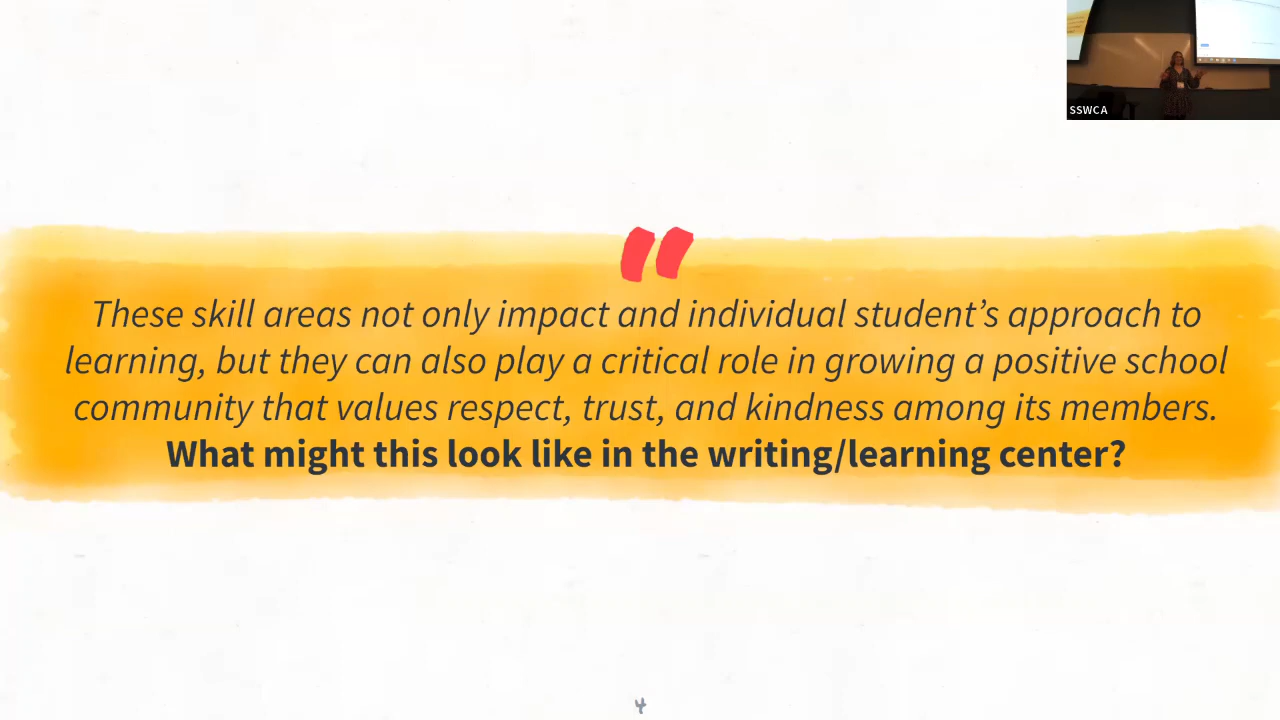 SSWCA
"
These skill areas not only impact and individual student’s approach to
learning, but they can also play a critical role in growing a positive school
community that values respect, trust, and kindness among its members.
What might this look like in the writing/learning center?
4